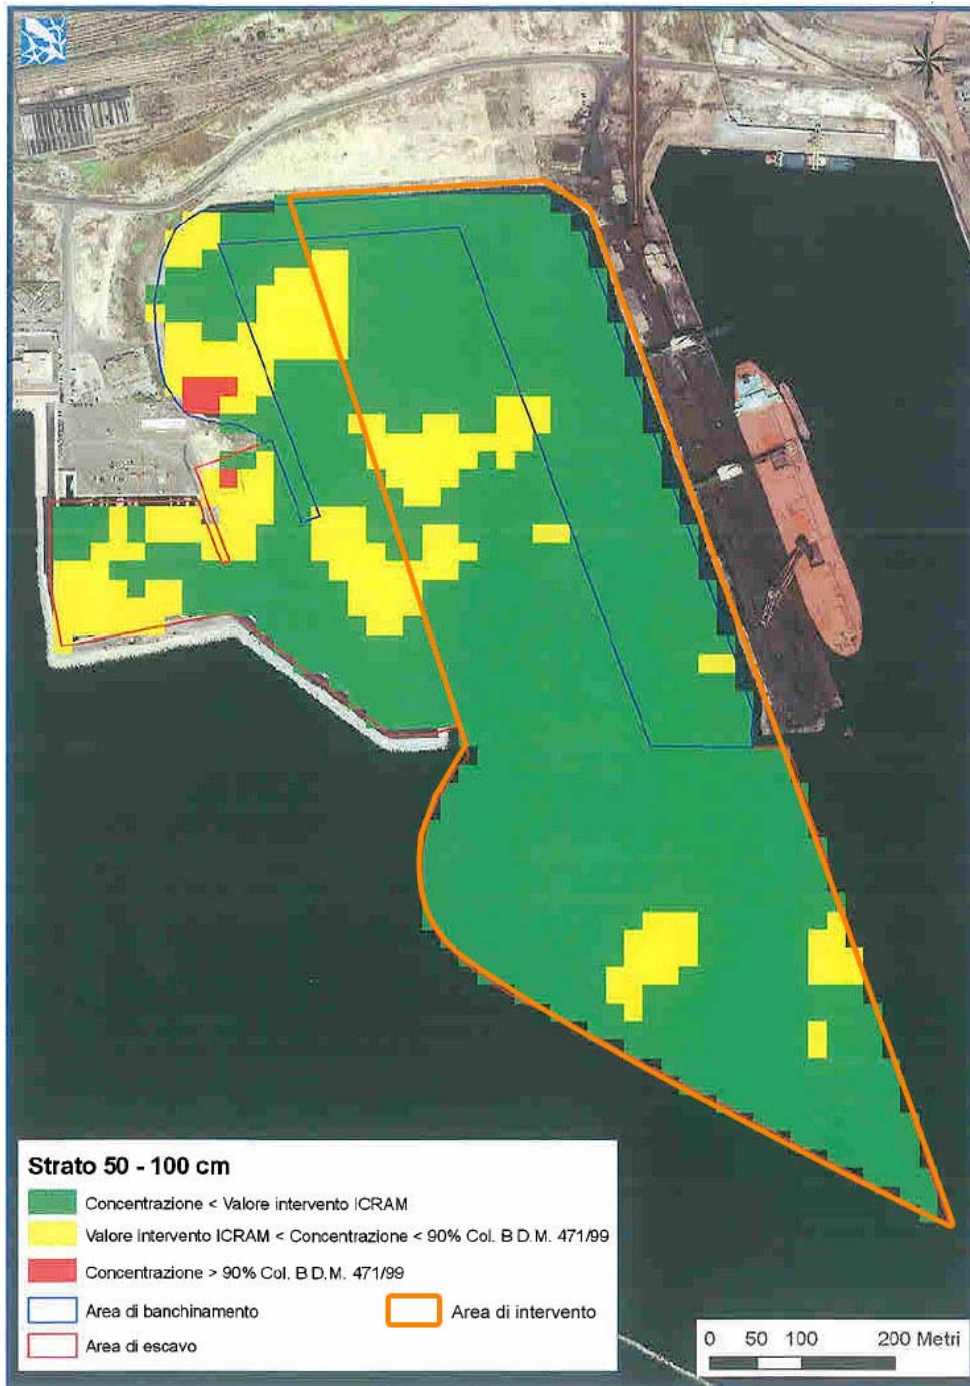 Strato 50 - 100 cm
Concentrazione < Valore intervento ICRAM
Valore intervento ICRAM < Concentrazione < 90% Col. B D.M. 471/99
Concentrazione > 90% Col. B D.M. 471/99
Area di banchinamento
Area di intervento
Area di escavo
0 50 100 200 Metri